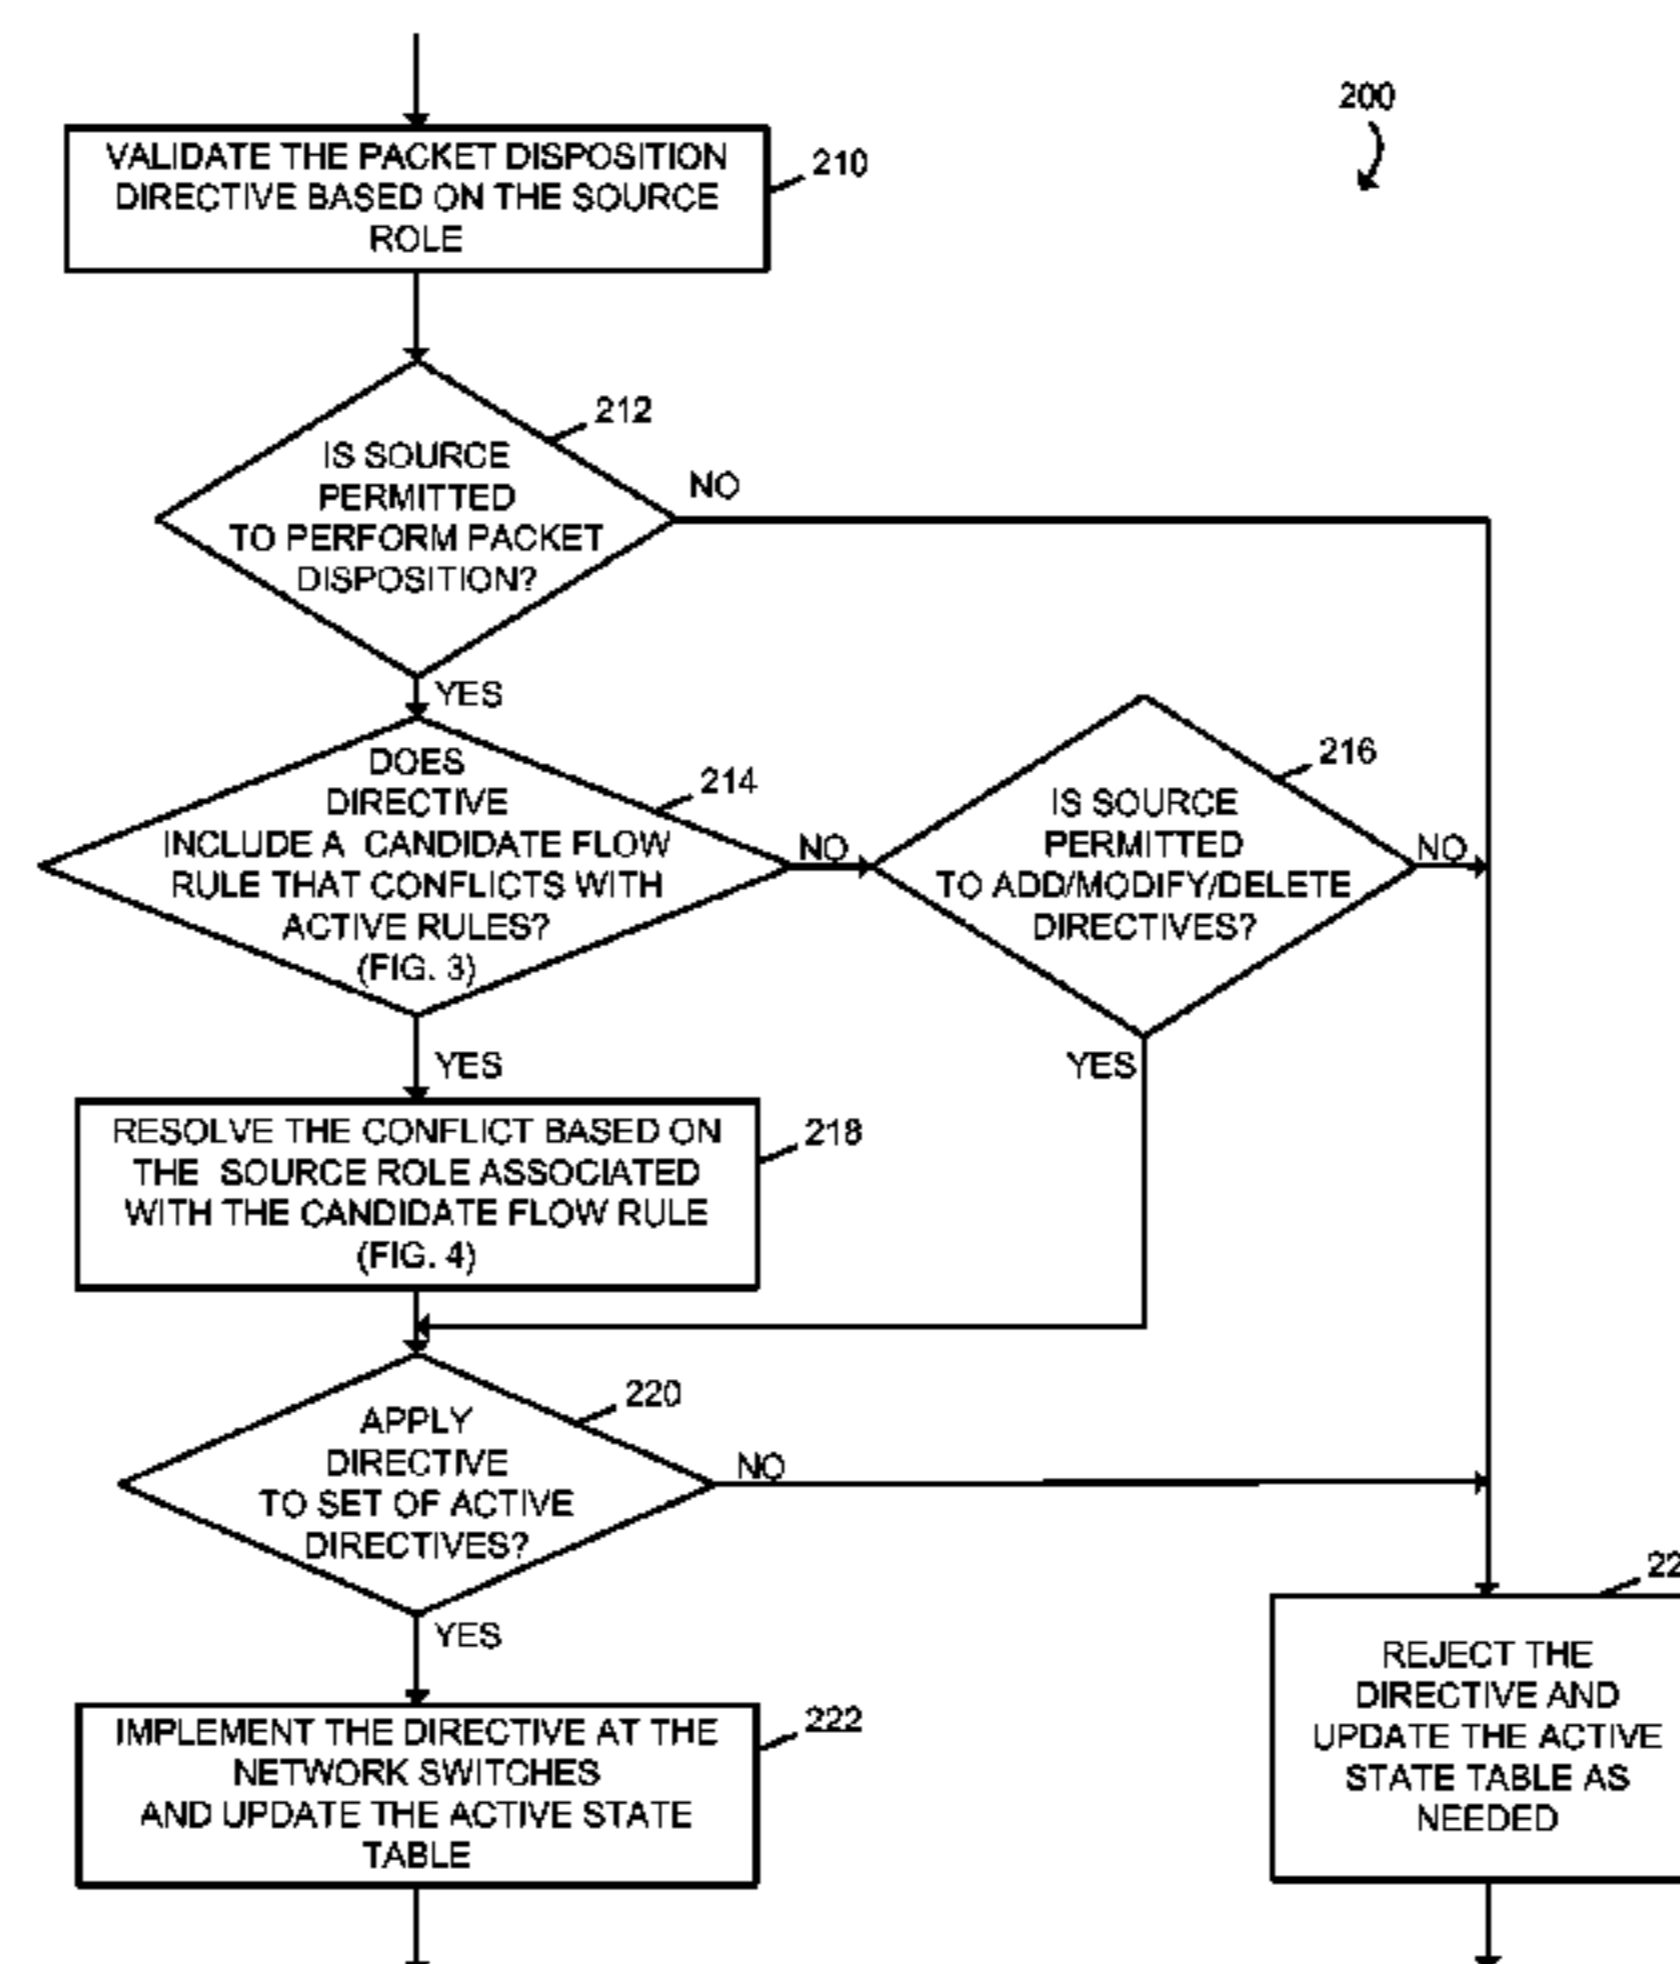 200
VALIDATE THE PACKET DISPOSITION
DIRECTIVE BASED ON THE SOURCE
ROLE
210
212
IS SOURCE
PERMITTED
TO PERFORM PACKET
DISPOSITION?
NO
YES
DOES
DIRECTIVE
INCLUDE A CANDIDATE FLOW
RULE THAT CONFLICTS WITH
ACTIVE RULES?
(FIG. 3)
214
NO
216
IS SOURCE
PERMITTED
TO ADD/MODIFY/DELETE
DIRECTIVES?
NO
YES
YES
RESOLVE THE CONFLICT BASED ON
THE SOURCE ROLE ASSOCIATED
WITH THE CANDIDATE FLOW RULE
(FIG. 4)
218
220
APPLY
DIRECTIVE
TO SET OF ACTIVE
DIRECTIVES?
NO
YES
IMPLEMENT THE DIRECTIVE AT THE
NETWORK SWITCHES
AND UPDATE THE ACTIVE STATE
TABLE
222
REJECT THE
DIRECTIVE AND
UPDATE THE ACTIVE
STATE TABLE AS
NEEDED